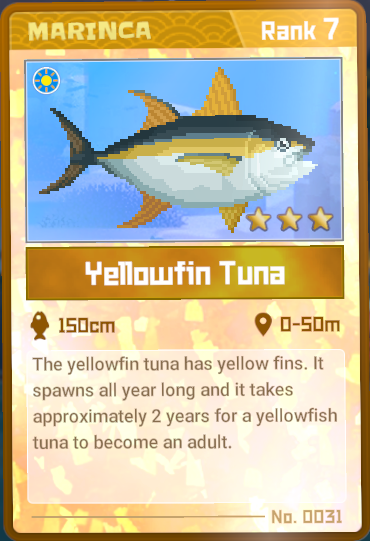 MARINCA
Rank 7
Yellowfin Tuna
150cm
0-50m
The yellowfin tuna has yellow fins. It
spawns all year long and it takes
approximately 2 years for a yellowfish
tuna to become an adult.
No. 0031